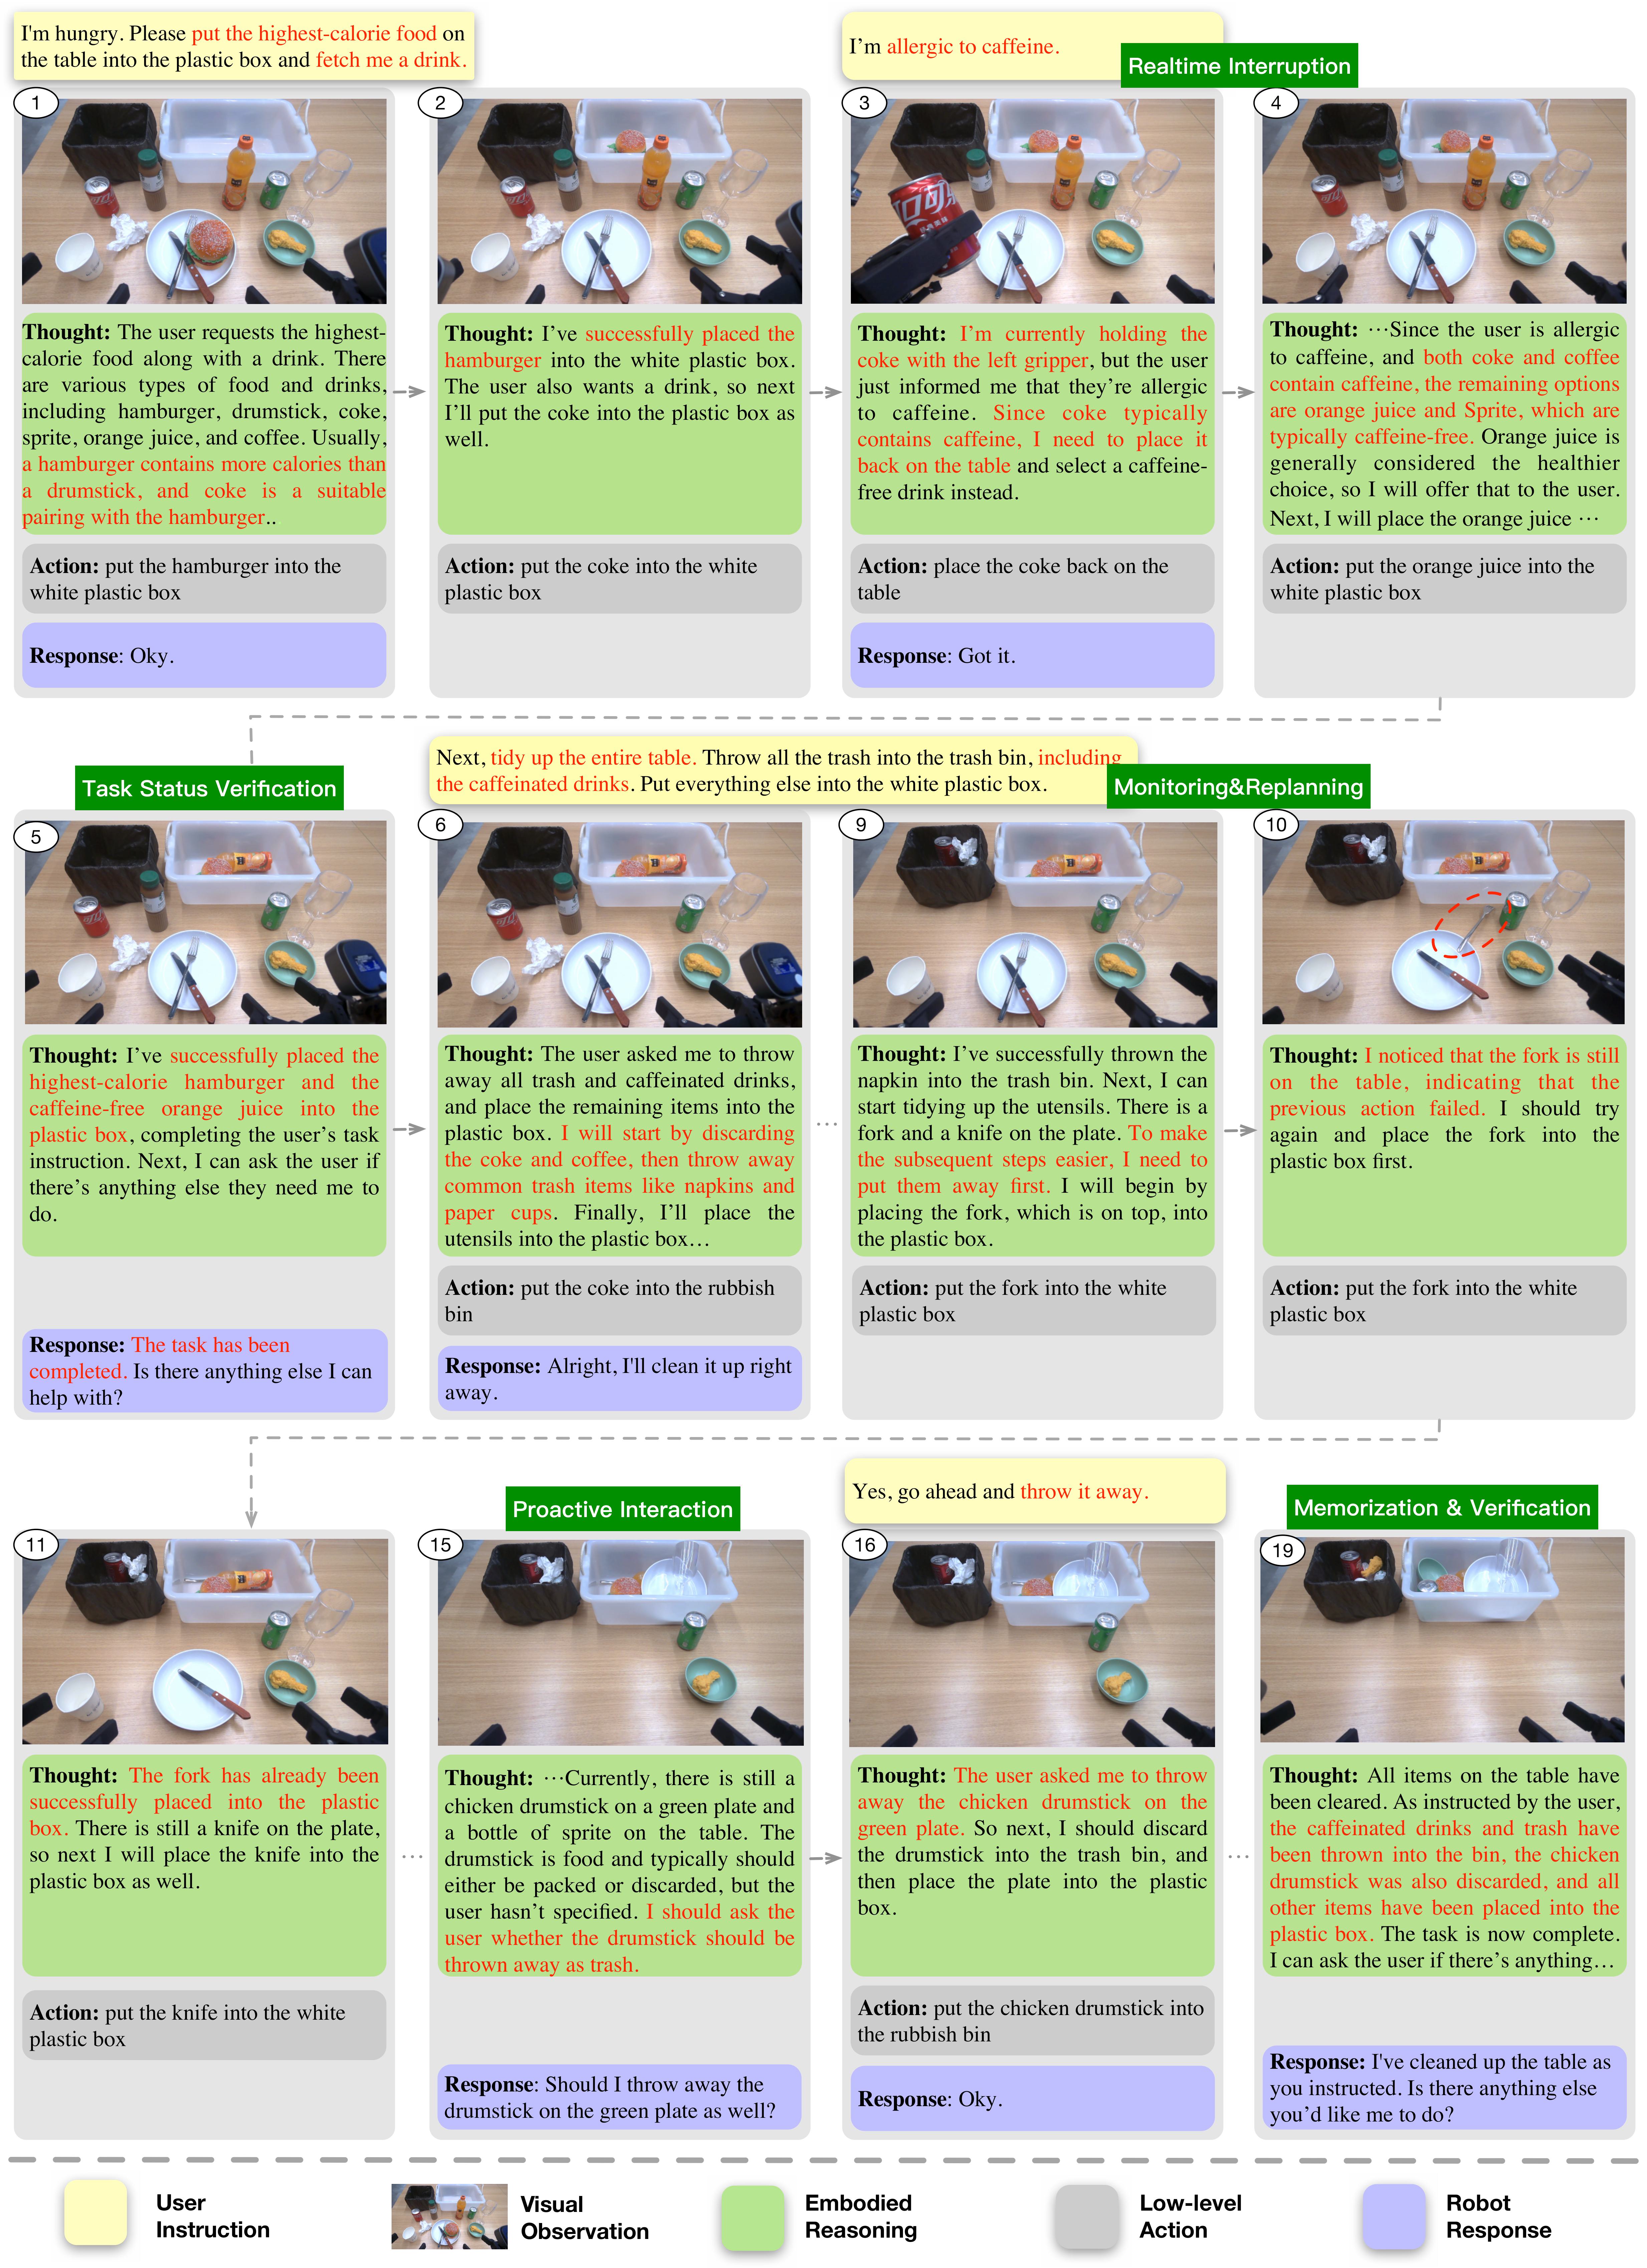 I'm hungry. Please put the highest-calorie food on
the table into the plastic box and fetch me a drink.
I’m allergic to caffeine.
Realtime Interruption
1
2
3
4
Thought: The user requests the highest-
calorie food along with a drink. There
are various types of food and drinks,
including hamburger, drumstick, coke,
sprite, orange juice, and coffee. Usually,
a hamburger contains more calories than
a drumstick, and coke is a suitable
pairing with the hamburger..
Action: put the hamburger into the
white plastic box
Response: Oky.
Thought: I’ve successfully placed the
hamburger into the white plastic box.
The user also wants a drink, so next
I’ll put the coke into the plastic box as
well.
Action: put the coke into the white
plastic box
Thought: I’m currently holding the
coke with the left gripper, but the user
just informed me that they’re allergic
to caffeine. Since coke typically
contains caffeine, I need to place it
back on the table and select a caffeine-
free drink instead.
Action: place the coke back on the
table
Response: Got it.
Thought: ···Since the user is allergic
to caffeine, and both coke and coffee
contain caffeine, the remaining options
are orange juice and Sprite, which are
typically caffeine-free. Orange juice is
generally considered the healthier
choice, so I will offer that to the user.
Next, I will place the orange juice ···
Action: put the orange juice into the
white plastic box
Task Status Verification
Next, tidy up the entire table. Throw all the trash into the trash bin, including
the caffeinated drinks. Put everything else into the white plastic box.
Monitoring&Replanning
5
6
9
10
Thought: I’ve successfully placed the
highest-calorie hamburger and the
caffeine-free orange juice into the
plastic box, completing the user’s task
instruction. Next, I can ask the user if
there’s anything else they need me to
do.
Response: The task has been
completed. Is there anything else I can
help with?
Thought: The user asked me to throw
away all trash and caffeinated drinks,
and place the remaining items into the
plastic box. I will start by discarding
the coke and coffee, then throw away
common trash items like napkins and
paper cups. Finally, I’ll place the
utensils into the plastic box…
Action: put the coke into the rubbish
bin
Response: Alright, I'll clean it up right
away.
···
Thought: I’ve successfully thrown the
napkin into the trash bin. Next, I can
start tidying up the utensils. There is a
fork and a knife on the plate. To make
the subsequent steps easier, I need to
put them away first. I will begin by
placing the fork, which is on top, into
the plastic box.
Action: put the fork into the white
plastic box
Thought: I noticed that the fork is still
on the table, indicating that the
previous action failed. I should try
again and place the fork into the
plastic box first.
Action: put the fork into the white
plastic box
Proactive Interaction
Yes, go ahead and throw it away.
Memorization & Verification
11
15
16
19
Thought: The fork has already been
successfully placed into the plastic
box. There is still a knife on the plate,
so next I will place the knife into the
plastic box as well.
Action: put the knife into the white
plastic box
···
Thought: ···Currently, there is still a
chicken drumstick on a green plate and
a bottle of sprite on the table. The
drumstick is food and typically should
either be packed or discarded, but the
user hasn’t specified. I should ask the
user whether the drumstick should be
thrown away as trash.
Response: Should I throw away the
drumstick on the green plate as well?
Thought: The user asked me to throw
away the chicken drumstick on the
green plate. So next, I should discard
the drumstick into the trash bin, and
then place the plate into the plastic
box.
Action: put the chicken drumstick into
the rubbish bin
Response: Oky.
···
Thought: All items on the table have
been cleared. As instructed by the user,
the caffeinated drinks and trash have
been thrown into the bin, the chicken
drumstick was also discarded, and all
other items have been placed into the
plastic box. The task is now complete.
I can ask the user if there’s anything…
Response: I've cleaned up the table as
you instructed. Is there anything else
you’d like me to do?
User
Instruction
Visual
Observation
Embodied
Reasoning
Low-level
Action
Robot
Response